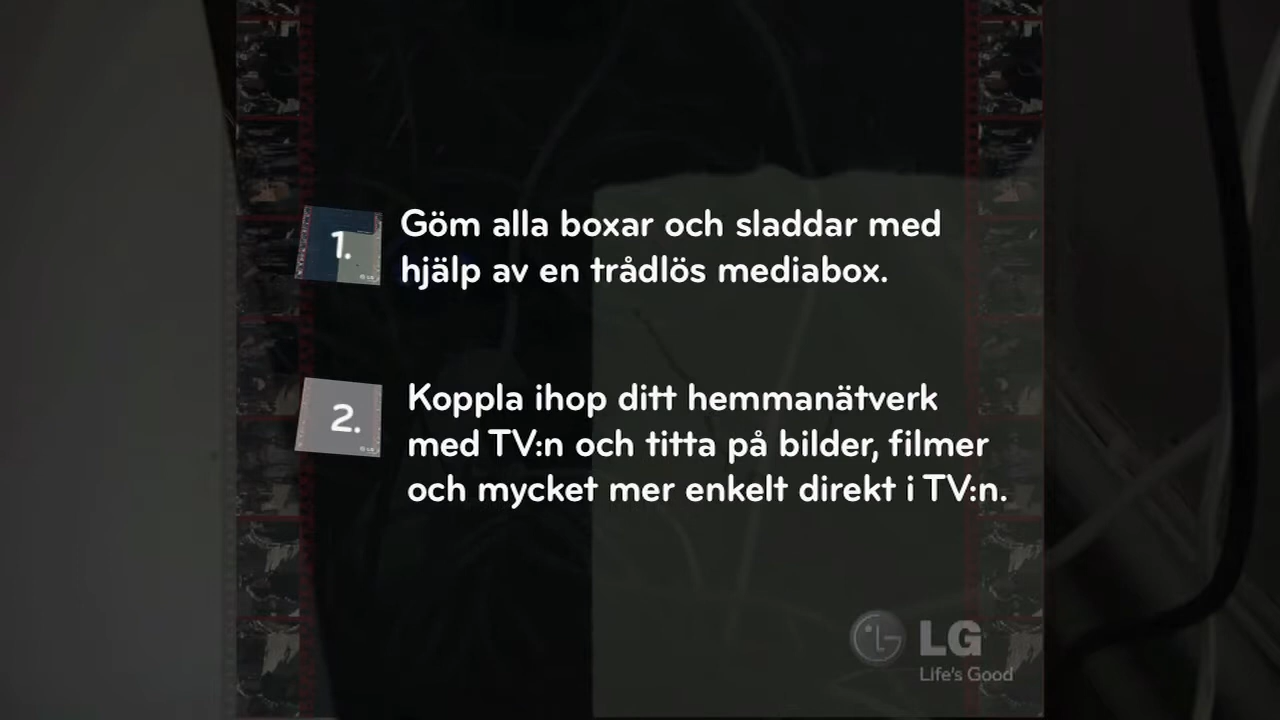 1.
Göm alla boxar och sladdar med
hjälp av en trådlös mediabox.
2.
Koppla ihop ditt hemmanätverk
med TV:n och titta på bilder, filmer
och mycket mer enkelt direkt i TV:n.
LG
Life's Good